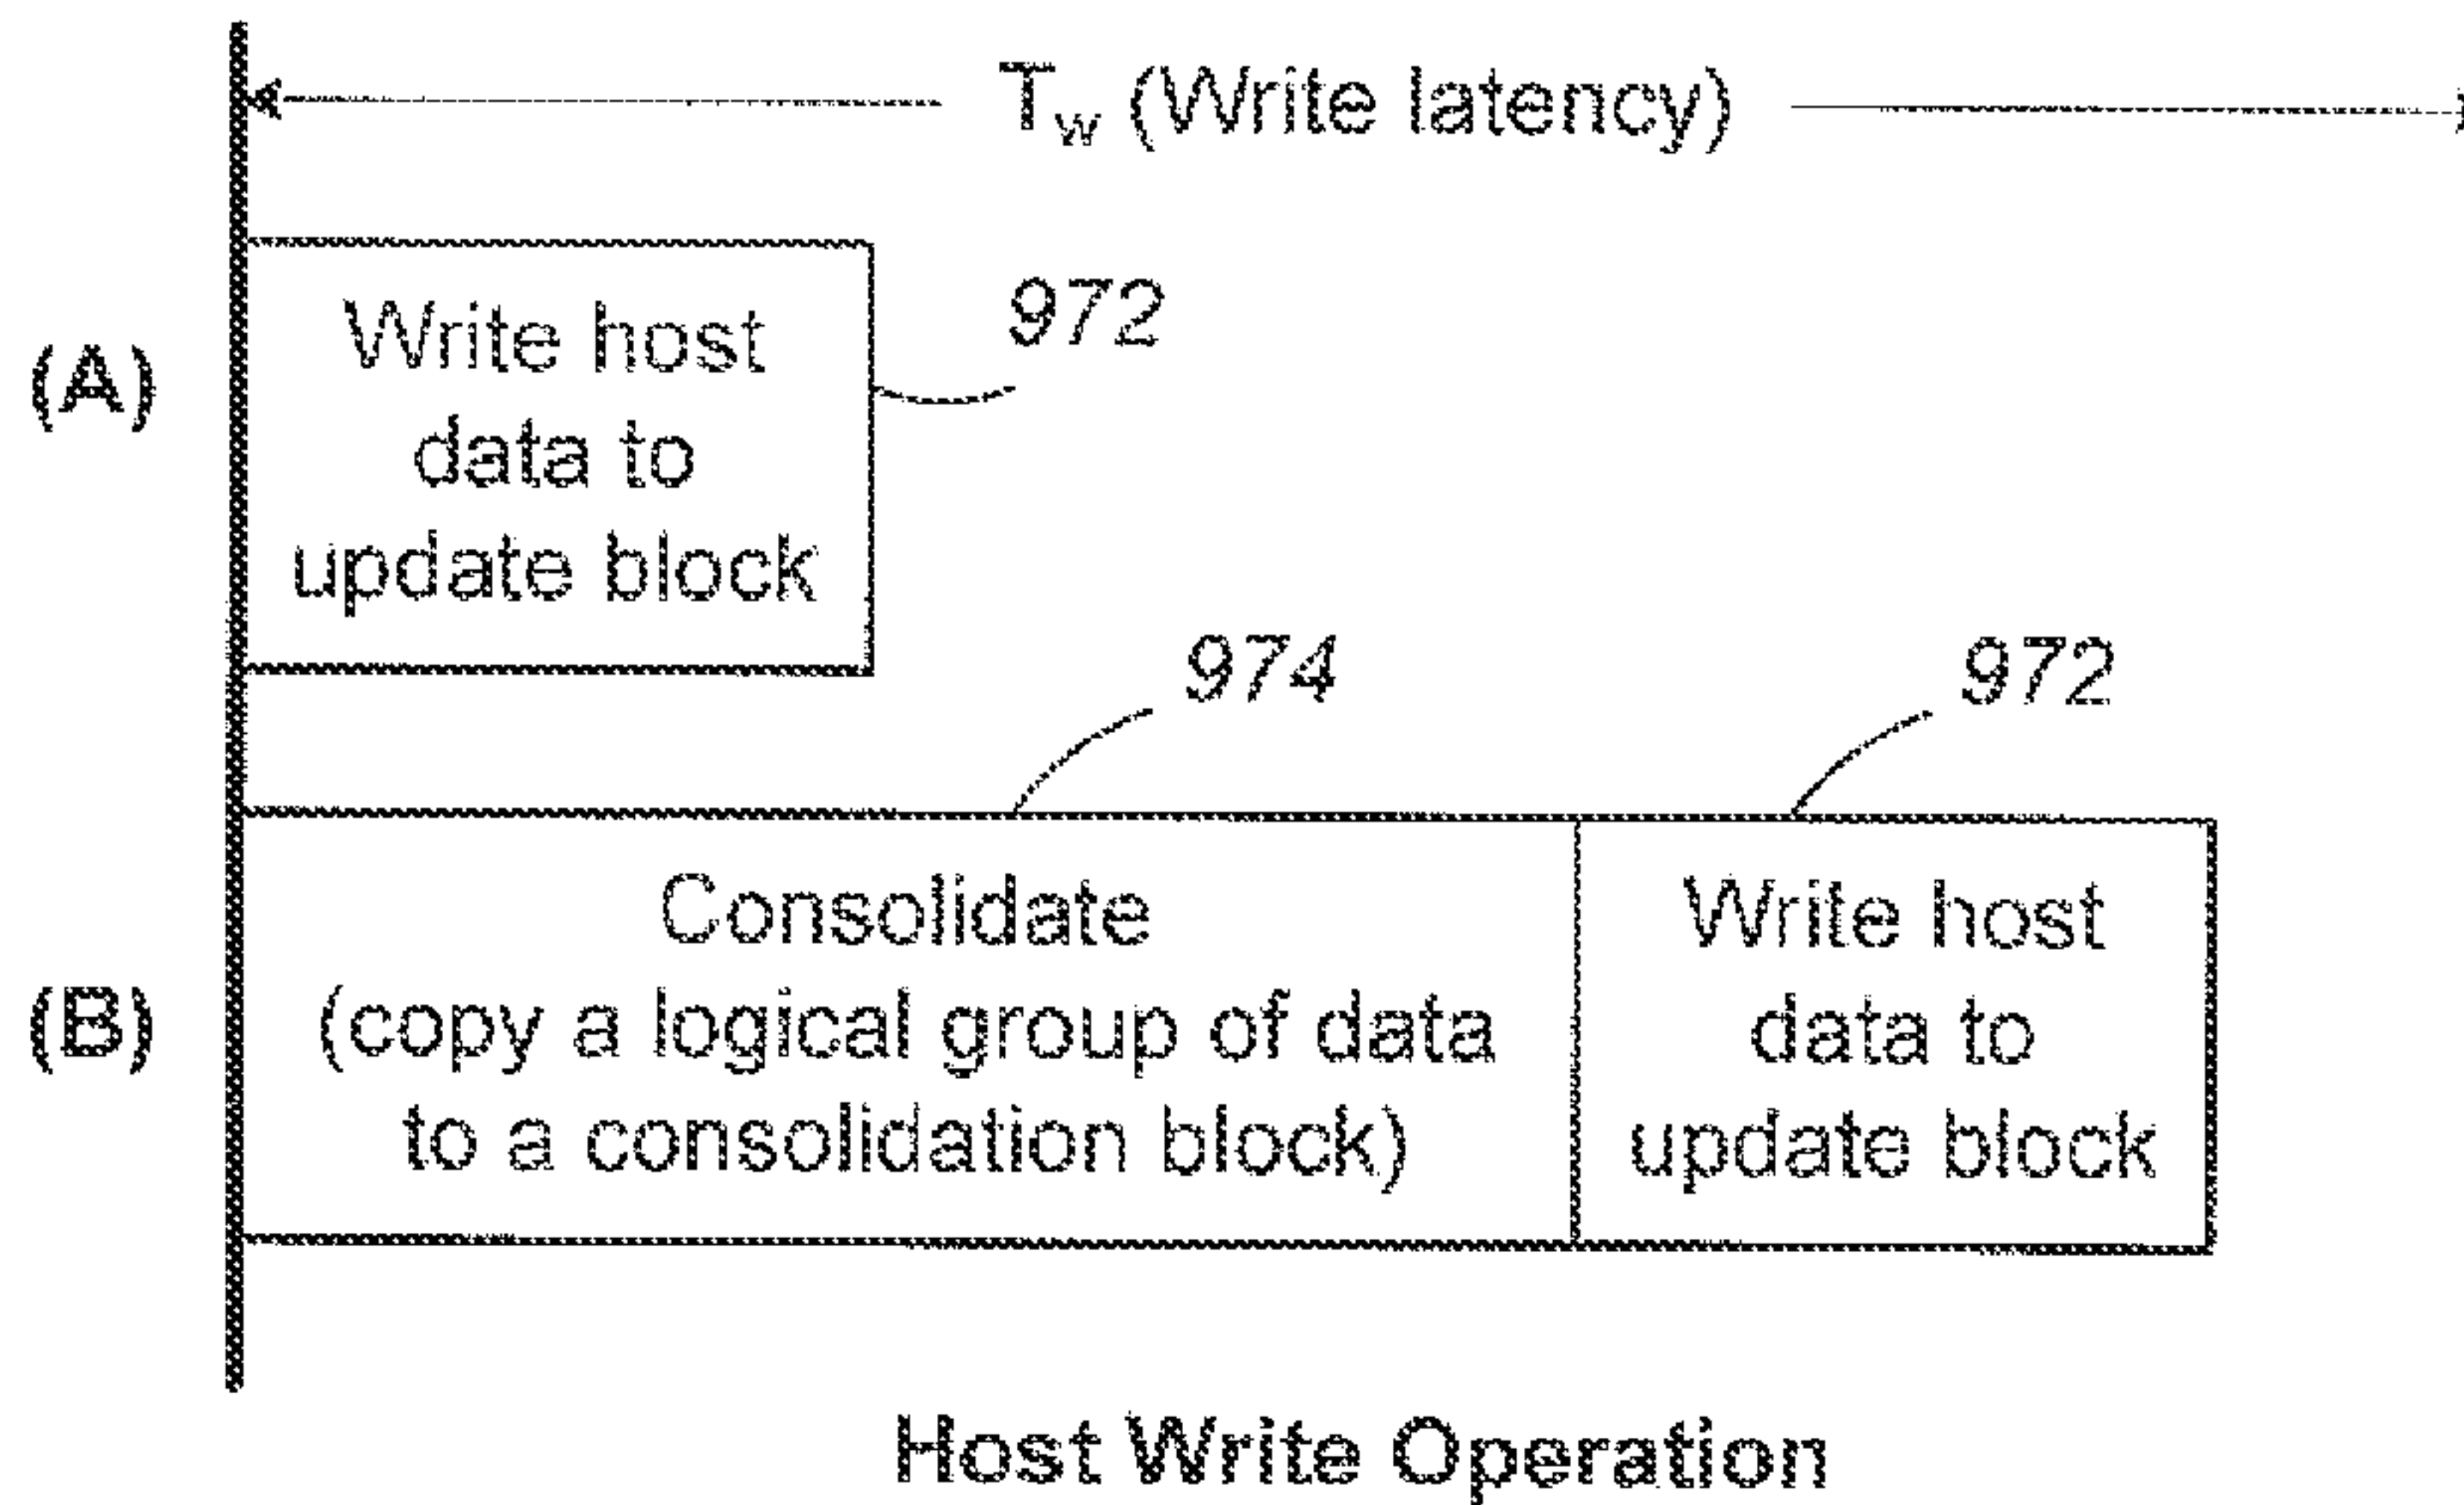 Tw (Write latency)
(A)
Write host
data to
update block
972
974
972
(B)
Consolidate
(copy a logical group of data
to a consolidation block)
Write host
data to
update block
Host Write Operation